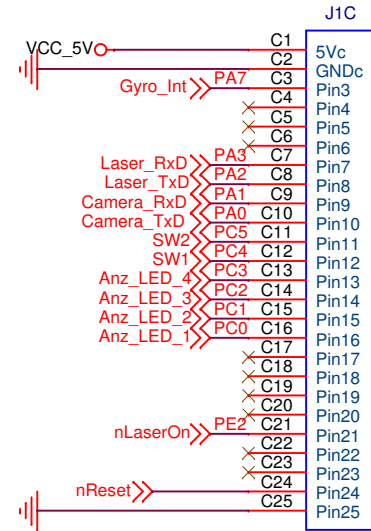 J1C
VCC_5V C1 5Vc
C2 GNDc
Gyro_Int PA7 C3 Pin3
C4 Pin4
C5 Pin5
C6 Pin6
Laser_RxD PA3 C7 Pin7
Laser_TxD PA2 C8 Pin8
Camera_RxD PA1 C9 Pin9
Camera_TxD PA0 C10 Pin10
SW2 PC5 C11 Pin11
SW1 PC4 C12 Pin12
Anz_LED_4 PC3 C13 Pin13
Anz_LED_3 PC2 C14 Pin14
Anz_LED_2 PC1 C15 Pin15
Anz_LED_1 PC0 C16 Pin16
C17 Pin17
C18 Pin18
C19 Pin19
C20 Pin20
nLaserOn PE2 C21 Pin21
C22 Pin22
C23 Pin23
nReset C24 Pin24
C25 Pin25